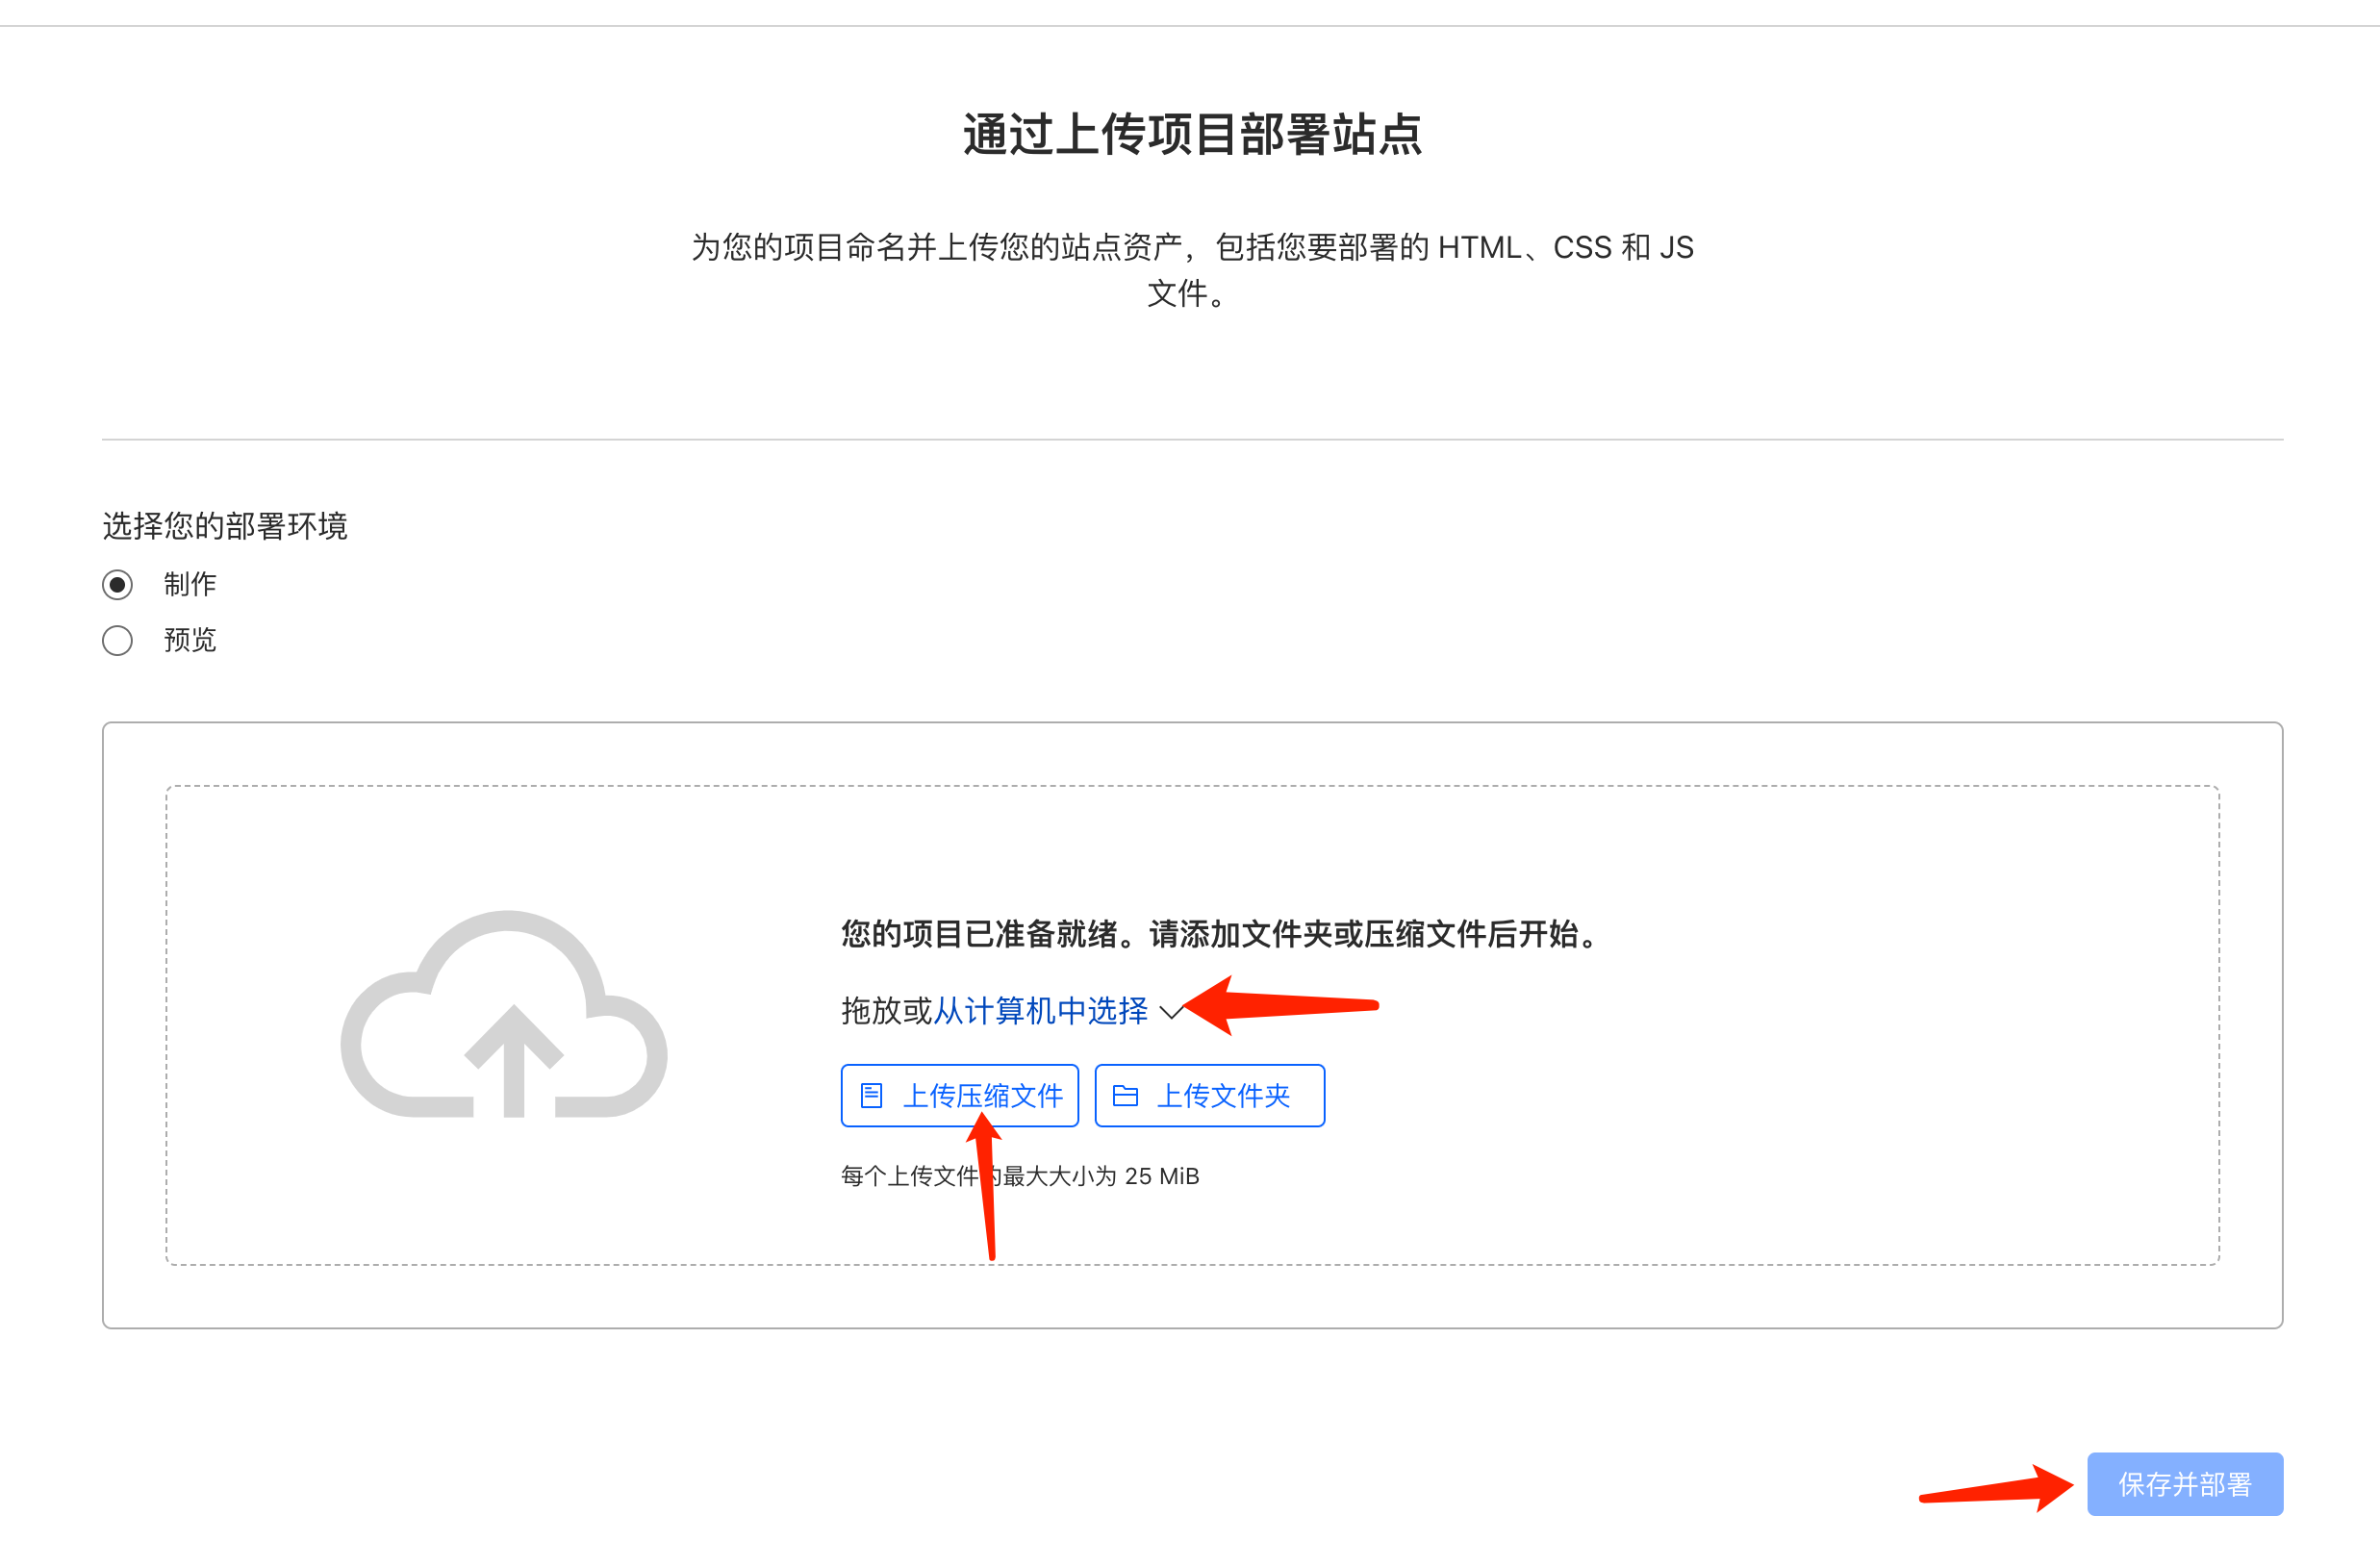 通过上传项目部署站点
为您的项目命名并上传您的站点资产，包括您要部署的 HTML、CSS 和 JS
文件。
选择您的部署环境
制作
预览
您的项目已准备就绪。请添加文件夹或压缩文件后开始。
拖放或从计算机中选择
上传压缩文件 上传文件夹
每个上传文件的最大大小为 25 MiB
保存并部署